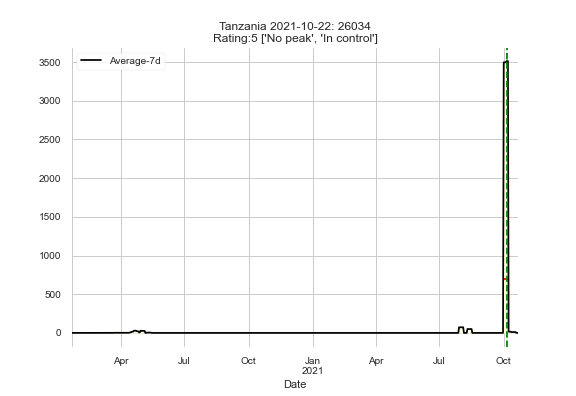 Tanzania 2021-10-22: 26034
Rating:5 ['No peak', 'In control']
Average-7d
3500
3000
2500
2000
1500
1000
500
0
Apr Jul Oct Jan Apr Jul Oct
2021
Date